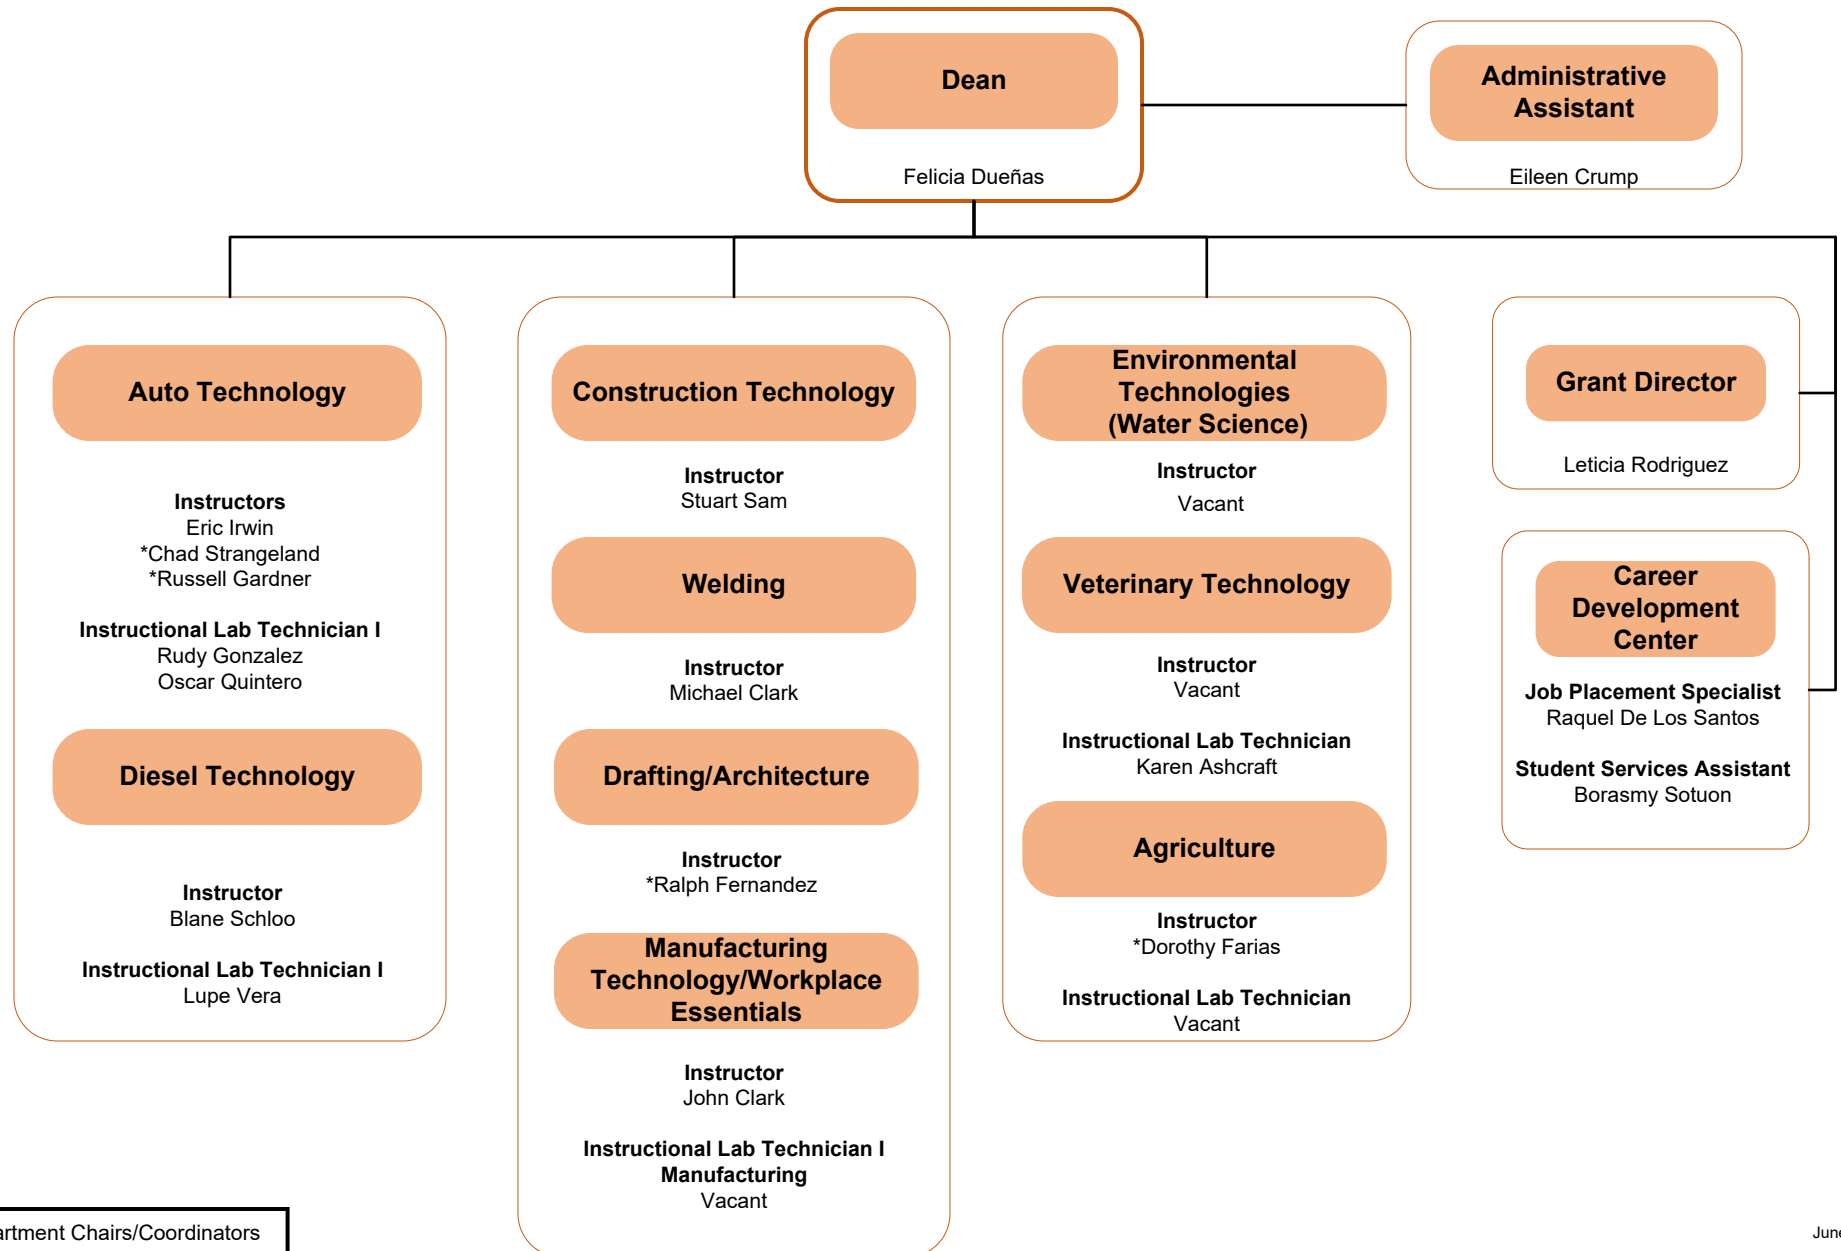 Dean
Felicia Dueñas
Administrative
Assistant
Eileen Crump
Auto Technology
Instructors
Eric Irwin
*Chad Strangeland
*Russell Gardner
Instructional Lab Technician I
Rudy Gonzalez
Oscar Quintero
Diesel Technology
Instructor
Blane Schloo
Instructional Lab Technician I
Lupe Vera
Construction Technology
Instructor
Stuart Sam
Welding
Instructor
Michael Clark
Drafting/Architecture
Instructor
*Ralph Fernandez
Manufacturing
Technology/Workplace
Essentials
Instructor
John Clark
Instructional Lab Technician I
Manufacturing
Vacant
Environmental
Technologies
(Water Science)
Instructor
Vacant
Veterinary Technology
Instructor
Vacant
Instructional Lab Technician
Karen Ashcraft
Agriculture
Instructor
*Dorothy Farias
Instructional Lab Technician
Vacant
Grant Director
Leticia Rodriguez
Career
Development
Center
Job Placement Specialist
Raquel De Los Santos
Student Services Assistant
Borasmy Sotuon
artment Chairs/Coordinators
June